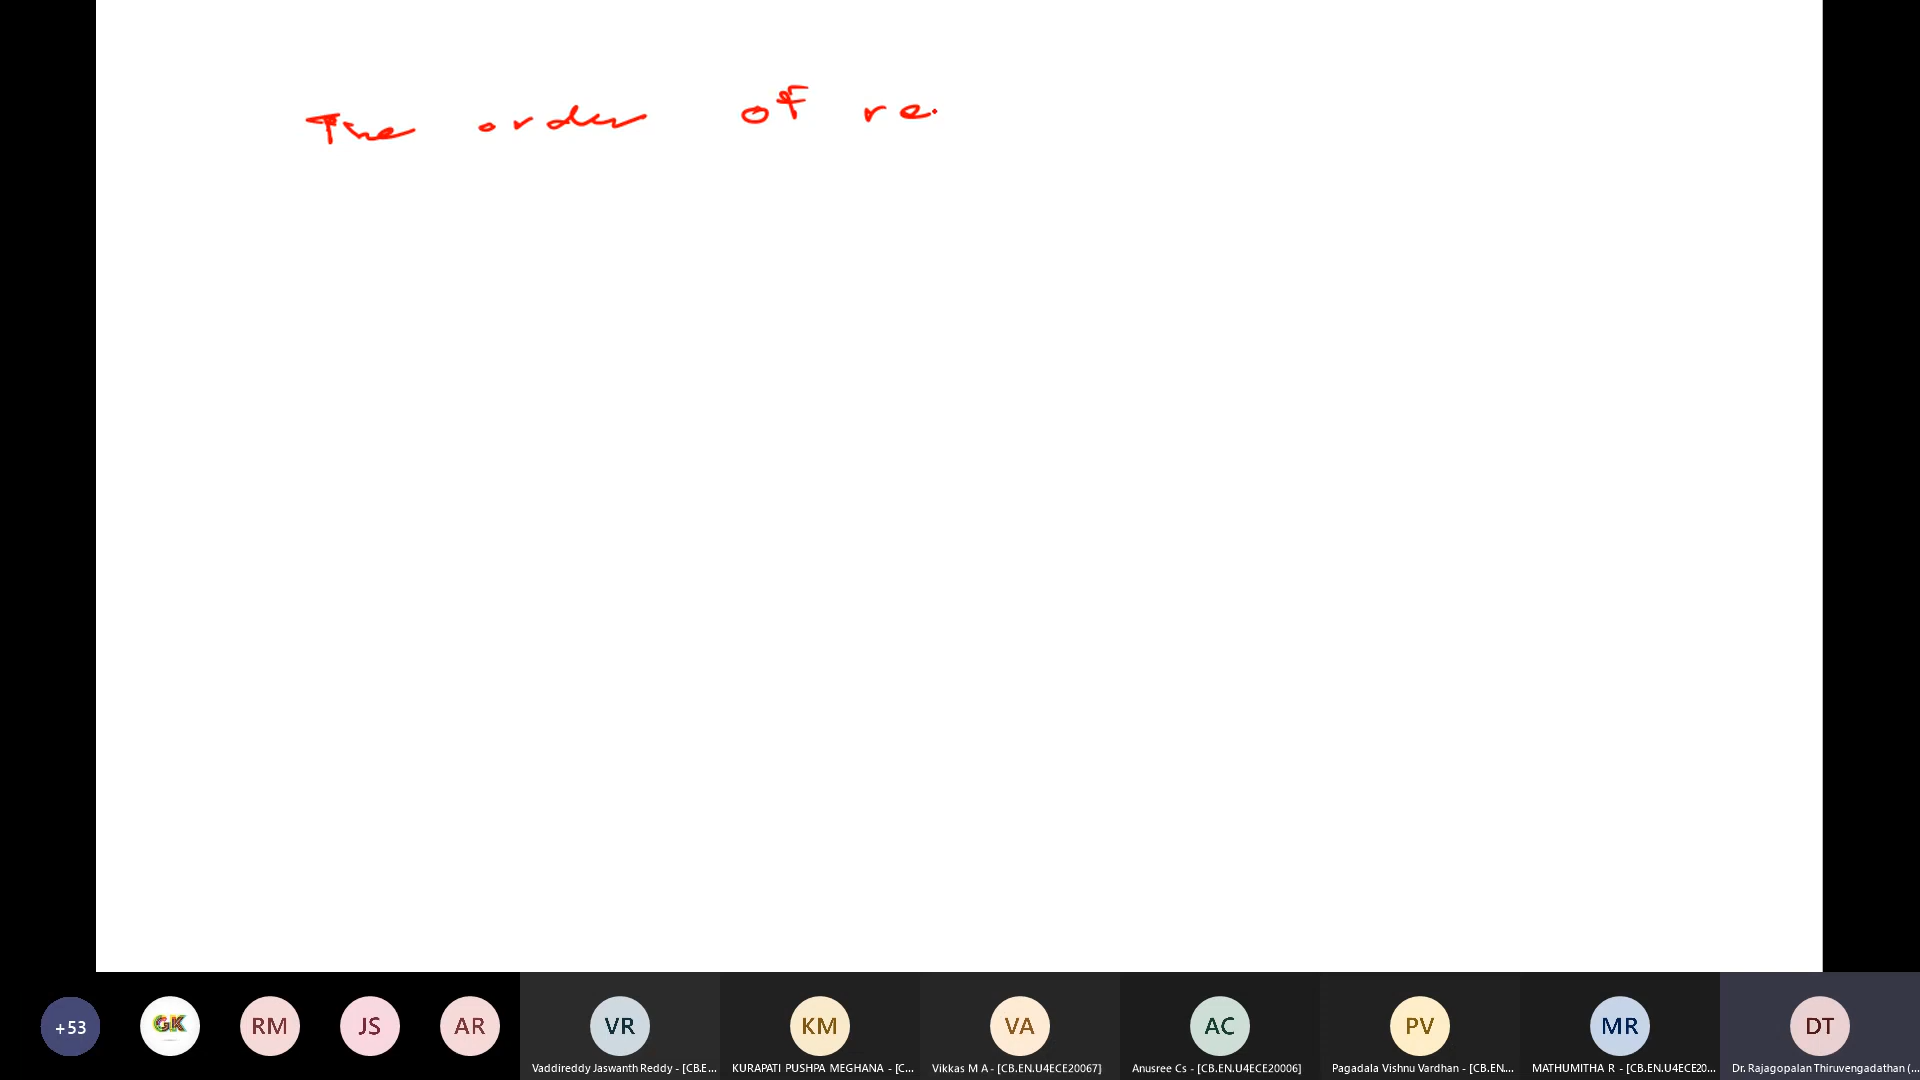 The order of re
+53
GK
RM
JS
AR
VR
KM
VA
AC
PV
MR
DT
Vaddireddy Jaswanth Reddy - [CB.E...
KURAPATI PUSHPA MEGHANA - [C...
Vikkas M A - [CB.EN.U4ECE20067]
Anusree Cs - [CB.EN.U4ECE20006]
Pagadala Vishnu Vardhan - [CB.EN....
MATHUMITHA R - [CB.EN.U4ECE20...
Dr. Rajagopalan Thiruvengadathan (...